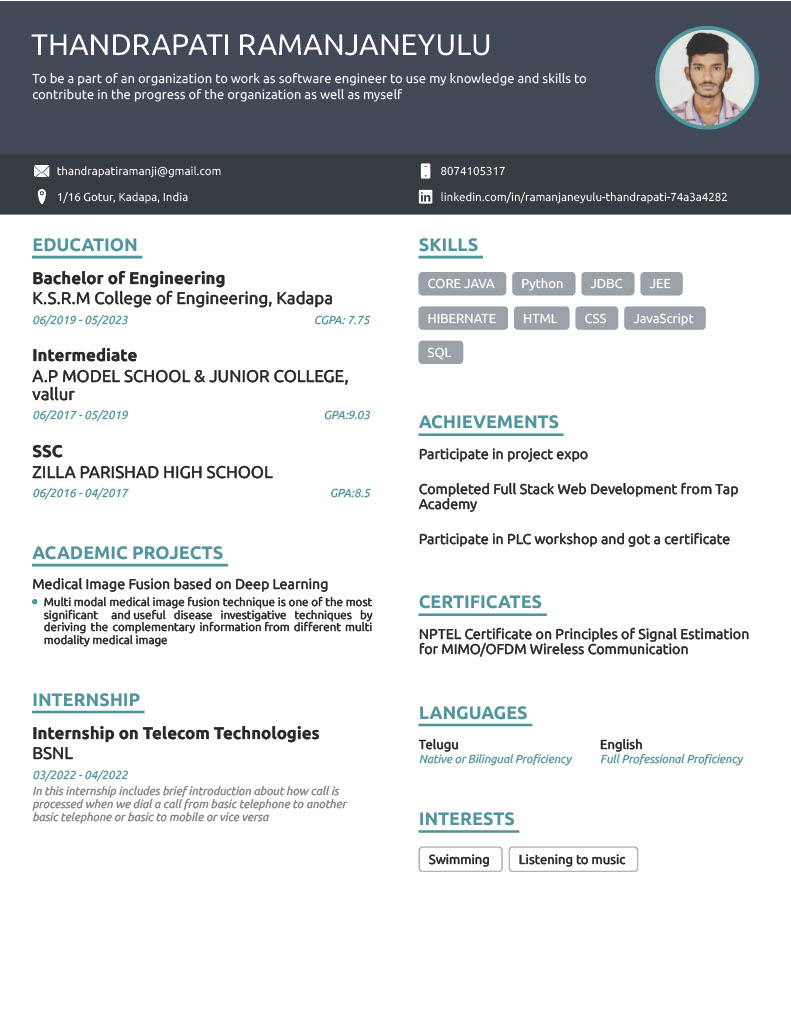 THANDRAPATI RAMANJANEYULU
To be a part of an organization to work as software engineer to use my knowledge and skills to
contribute in the progress of the organization as well as myself
thandrapatiramanji@gmail.com
8074105317
1/16 Gotur, Kadapa, India
linkedin.com/in/ramanjaneyulu-thandrapati-74a3a4282
EDUCATION
Bachelor of Engineering
K.S.R.M College of Engineering, Kadapa
06/2019 - 05/2023 CGPA: 7.75
Intermediate
A.P MODEL SCHOOL & JUNIOR COLLEGE,
vallur
06/2017 - 05/2019 GPA:9.03
SSC
ZILLA PARISHAD HIGH SCHOOL
06/2016 - 04/2017 GPA:8.5
ACADEMIC PROJECTS
Medical Image Fusion based on Deep Learning
Multi modal medical image fusion technique is one of the most
significant and useful disease investigative techniques by
deriving the complementary information from different multi
modality medical image
INTERNSHIP
Internship on Telecom Technologies
BSNL
03/2022 - 04/2022
In this internship includes brief introduction about how call is
processed when we dial a call from basic telephone to another
basic telephone or basic to mobile or vice versa
SKILLS
CORE JAVA Python JDBC JEE
HIBERNATE HTML CSS JavaScript
SQL
ACHIEVEMENTS
Participate in project expo
Completed Full Stack Web Development from Tap
Academy
Participate in PLC workshop and got a certificate
CERTIFICATES
NPTEL Certificate on Principles of Signal Estimation
for MIMO/OFDM Wireless Communication
LANGUAGES
Telugu English
Native or Bilingual Proficiency Full Professional Proficiency
INTERESTS
Swimming Listening to music